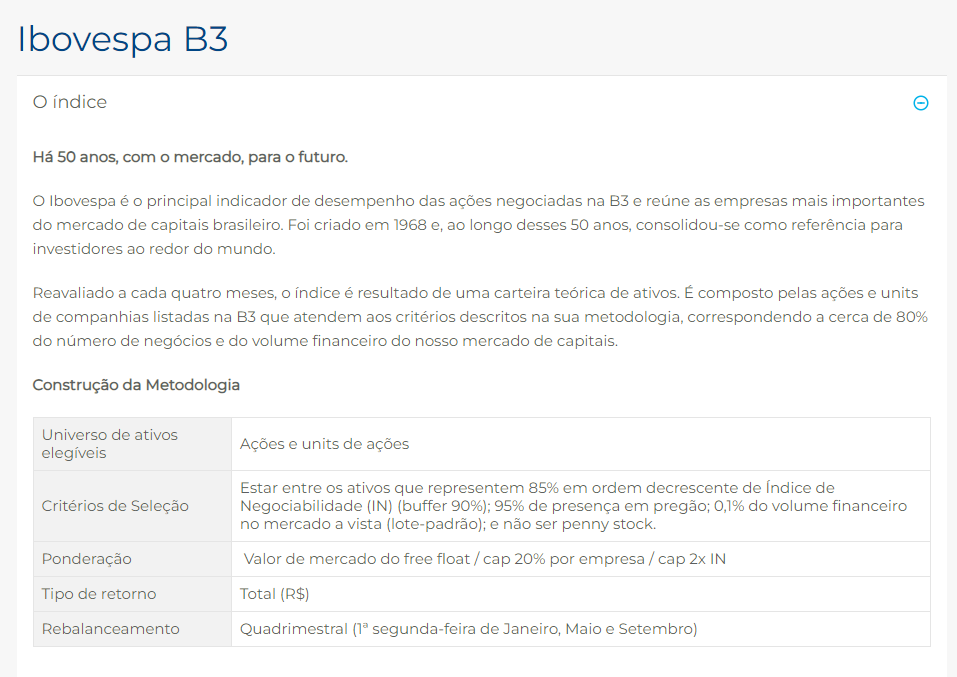 Ibovespa B3
O índice
Há 50 anos, com o mercado, para o futuro.
O Ibovespa é o principal indicador de desempenho das ações negociadas na B3 e reúne as empresas mais importantes
do mercado de capitais brasileiro. Foi criado em 1968 e, ao longo desses 50 anos, consolidou-se como referência para
investidores ao redor do mundo.
Reavaliado a cada quatro meses, o índice é resultado de uma carteira teórica de ativos. É composto pelas ações e units
de companhias listadas na B3 que atendem aos critérios descritos na sua metodologia, correspondendo a cerca de 80%
do número de negócios e do volume financeiro do nosso mercado de capitais.
Construção da Metodologia
Universo de ativos
elegíveis
Ações e units de ações
Critérios de Seleção
Estar entre os ativos que representem 85% em ordem decrescente de Índice de
Negociabilidade (IN) (buffer 90%); 95% de presença em pregão; 0,1% do volume financeiro
no mercado a vista (lote-padrão); e não ser penny stock.
Ponderação
Valor de mercado do free float / cap 20% por empresa / cap 2x IN
Tipo de retorno
Total (R$)
Rebalanceamento
Quadrimestral (1ª segunda-feira de Janeiro, Maio e Setembro)